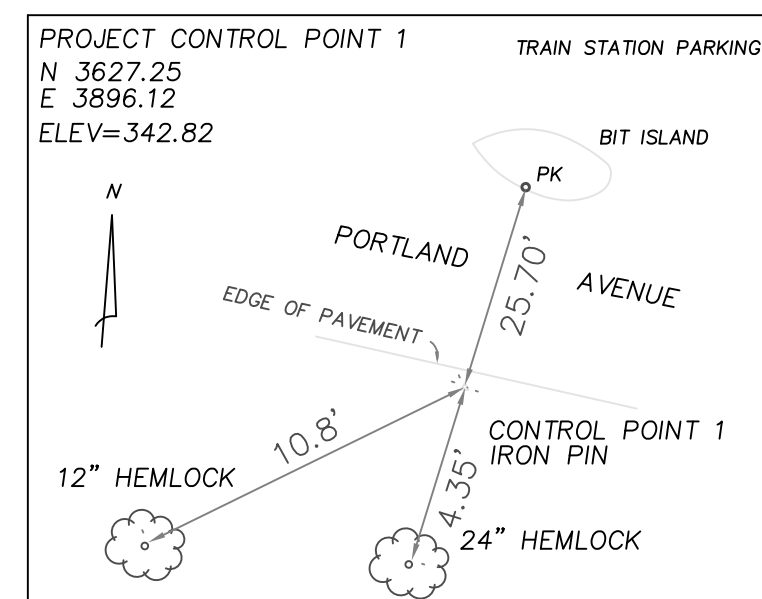 PROJECT CONTROL POINT 1
N 3627.25
E 3896.12
ELEV=342.82
TRAIN STATION PARKING
BIT ISLAND
PK
N
PORTLAND AVENUE
25.70'
EDGE OF PAVEMENT
10.8'
CONTROL POINT 1
IRON PIN
4.35'
12" HEMLOCK
24" HEMLOCK